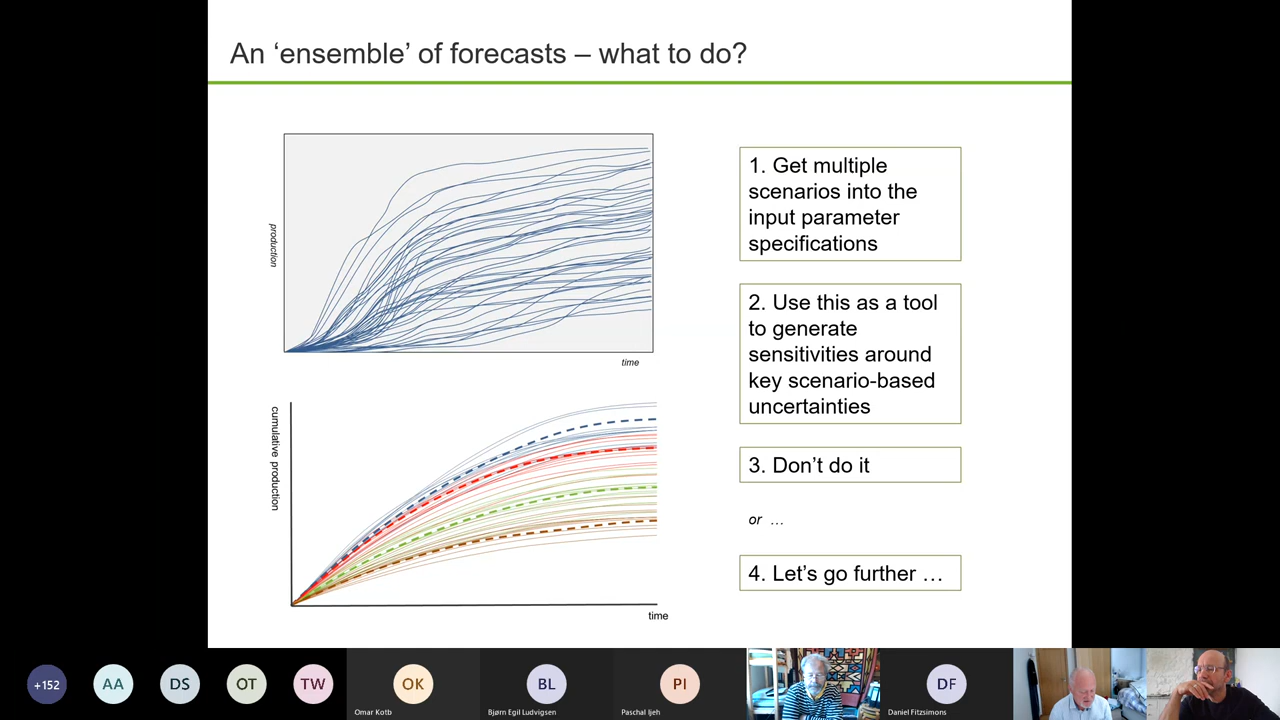 An ‘ensemble’ of forecasts – what to do?
production
time
cumulative production
time
1. Get multiple
scenarios into the
input parameter
specifications
2. Use this as a tool
to generate
sensitivities around
key scenario-based
uncertainties
3. Don’t do it
or …
4. Let’s go further …
+152
AA
DS
OT
TW
OK
Omar Kotb
BL
Bjørn Egil Ludvigsen
PI
Paschal Ijeh
DF
Daniel Fitzsimons